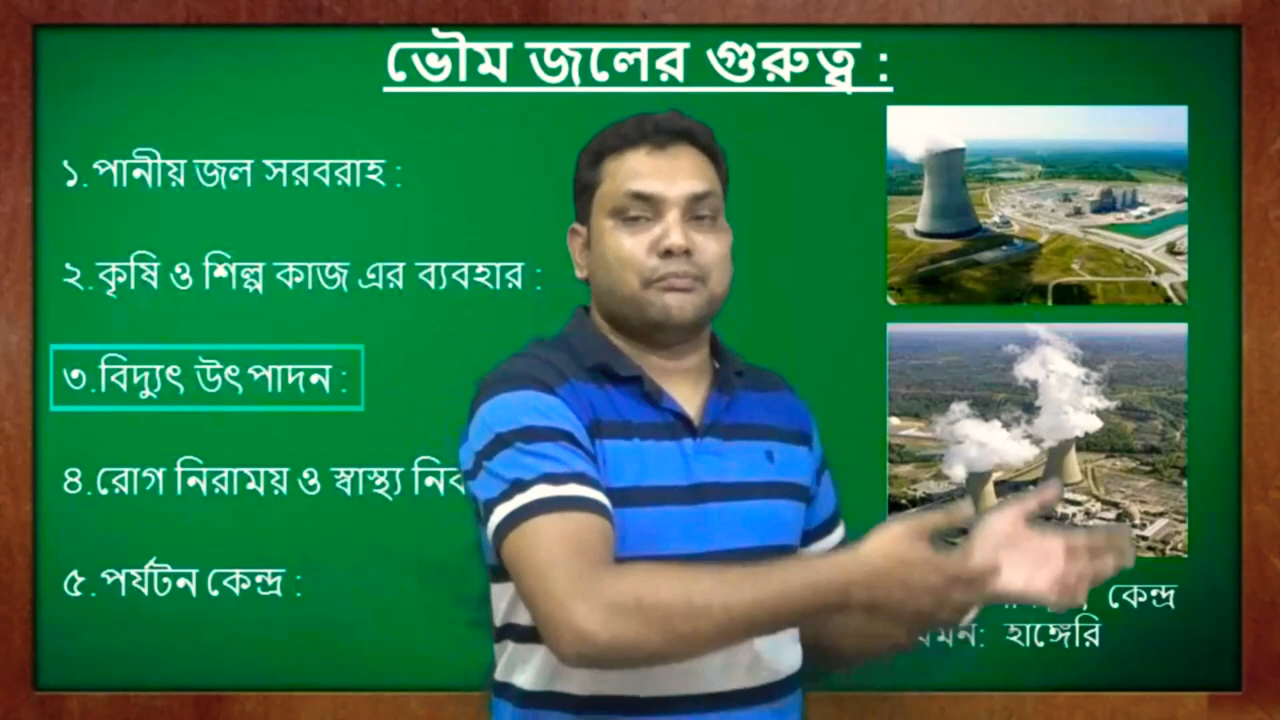 ভৌম জলের গুরুত্ব :
১.পানীয় জল সরবরাহ :
২.কৃষি ও শিল্প কাজ এর ব্যবহার :
৩.বিদ্যুৎ উৎপাদন :
৪.রোগ নিরাময় ও স্বাস্থ্য
৫.পর্যটন কেন্দ্র :
কেন্দ্র
হাঙ্গেরি